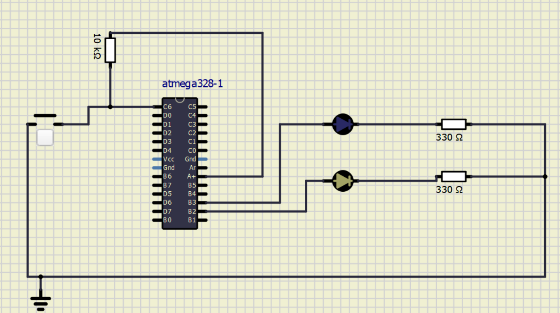 10 kΩ
atmega328-1
C6 C5
D0 C4
D1 C3
D2 C2
D3 C1
D4 C0
Vcc Gnd
Gnd Ar
B6 A+
B7 B5
D5 B4
D6 B3
D7 B2
B0 B1
330 Ω
330 Ω